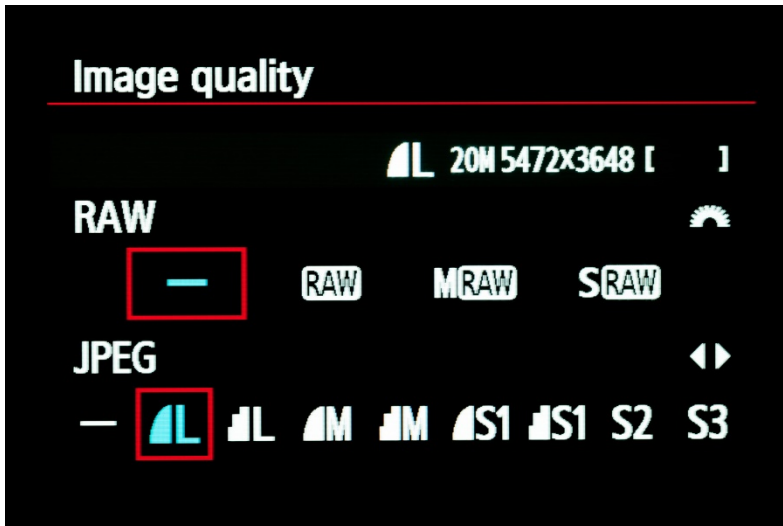 Image quality
L 20M 5472x3648 [ ]
RAW
— RAW MRAW SRAW
JPEG
— L L M M S1 S1 S2 S3